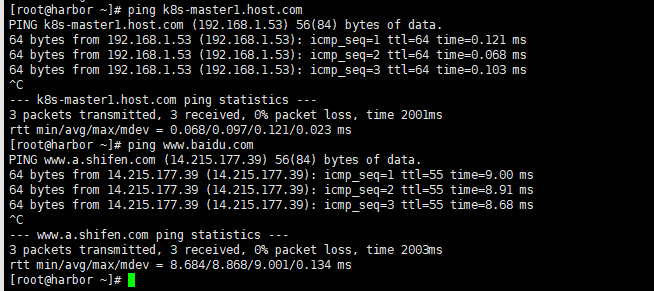 [root@harbor ~]# ping k8s-master1.host.com
PING k8s-master1.host.com (192.168.1.53) 56(84) bytes of data.
64 bytes from 192.168.1.53 (192.168.1.53): icmp_seq=1 ttl=64 time=0.121 ms
64 bytes from 192.168.1.53 (192.168.1.53): icmp_seq=2 ttl=64 time=0.068 ms
64 bytes from 192.168.1.53 (192.168.1.53): icmp_seq=3 ttl=64 time=0.103 ms
^C
--- k8s-master1.host.com ping statistics ---
3 packets transmitted, 3 received, 0% packet loss, time 2001ms
rtt min/avg/max/mdev = 0.068/0.097/0.121/0.023 ms
[root@harbor ~]# ping www.baidu.com
PING www.a.shifen.com (14.215.177.39) 56(84) bytes of data.
64 bytes from 14.215.177.39 (14.215.177.39): icmp_seq=1 ttl=55 time=9.00 ms
64 bytes from 14.215.177.39 (14.215.177.39): icmp_seq=2 ttl=55 time=8.91 ms
64 bytes from 14.215.177.39 (14.215.177.39): icmp_seq=3 ttl=55 time=8.68 ms
^C
--- www.a.shifen.com ping statistics ---
3 packets transmitted, 3 received, 0% packet loss, time 2003ms
rtt min/avg/max/mdev = 8.684/8.868/9.001/0.134 ms
[root@harbor ~]#